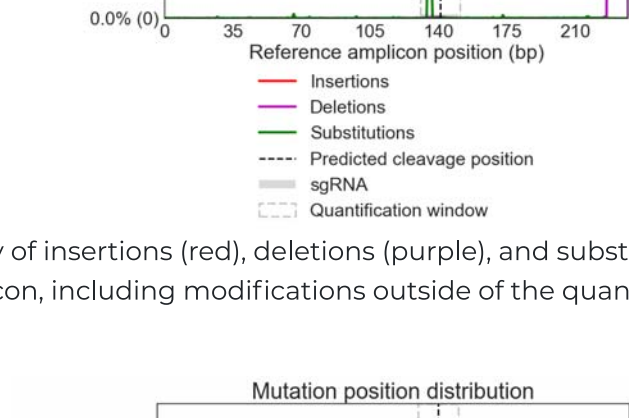 0.0% (0)
0 35 70 105 140 175 210
Reference amplicon position (bp)
Insertions
Deletions
Substitutions
Predicted cleavage position
sgRNA
Quantification window
of insertions (red), deletions (purple), and subst
con, including modifications outside of the quan
Mutation position distribution